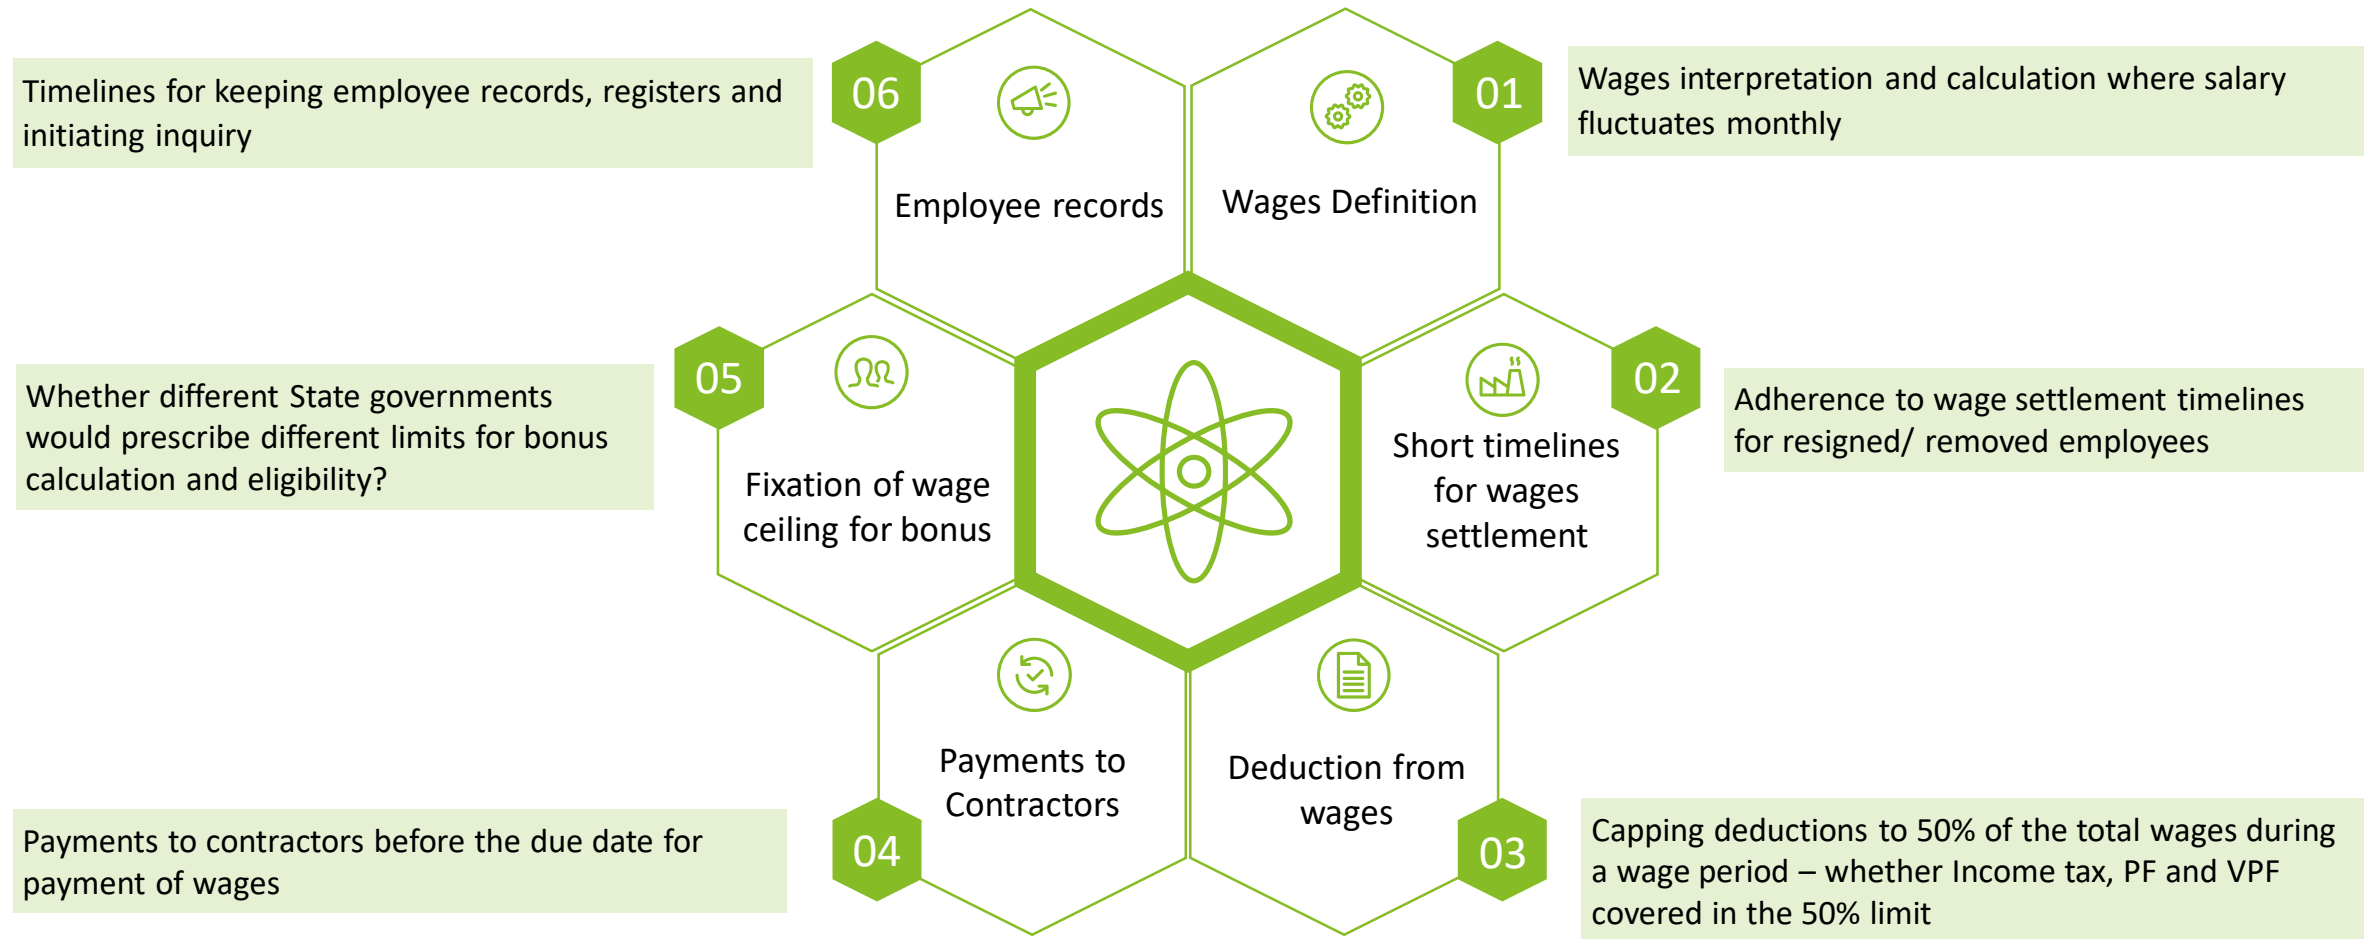 01
Wages Definition
Wages interpretation and calculation where salary
fluctuates monthly
02
Short timelines
for wages
settlement
Adherence to wage settlement timelines
for resigned/ removed employees
03
Deduction from
wages
Capping deductions to 50% of the total wages during
a wage period – whether Income tax, PF and VPF
covered in the 50% limit
04
Payments to
Contractors
Payments to contractors before the due date for
payment of wages
05
Fixation of wage
ceiling for bonus
Whether different State governments
would prescribe different limits for bonus
calculation and eligibility?
06
Employee records
Timelines for keeping employee records, registers and
initiating inquiry